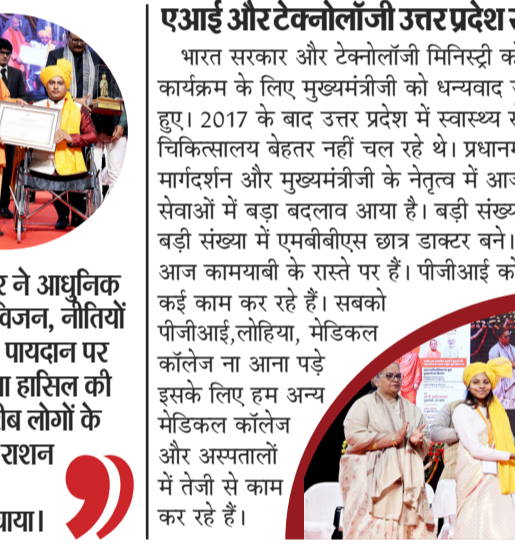 र ने आधुनिक
विजन, नीतियों
पायदान पर
ा हासिल की
ीब लोगों के
राशन
चाया।
एआई और टेक्नोलॉजी उत्तर प्रदेश
भारत सरकार और टेक्नोलॉजी मिनिस्ट्री को
कार्यक्रम के लिए मुख्यमंत्रीजी को धन्यवाद
हुए। 2017 के बाद उत्तर प्रदेश में स्वास्थ्य
चिकित्सालय बेहतर नहीं चल रहे थे। प्रधानम
मार्गदर्शन और मुख्यमंत्रीजी के नेतृत्व में आज
सेवाओं में बड़ा बदलाव आया है। बड़ी संख्य
बड़ी संख्या में एमबीबीएस छात्र डाक्टर बने।
आज कामयाबी के रास्ते पर हैं। पीजीआई को
कई काम कर रहे हैं। सबको
पीजीआई,लोहिया, मेडिकल
कॉलेज ना आना पड़े
इसके लिए हम अन्य
मेडिकल कॉलेज
और अस्पतालों
में तेजी से काम
कर रहे हैं।